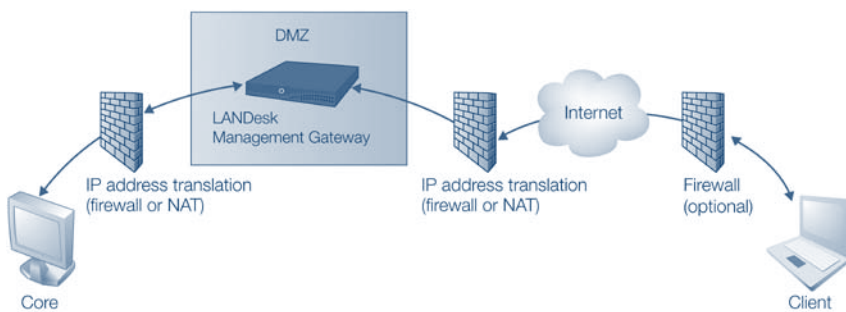 DMZ
LANDesk
Management Gateway
Internet
IP address translation
(firewall or NAT)
IP address translation
(firewall or NAT)
Firewall
(optional)
Core
Client